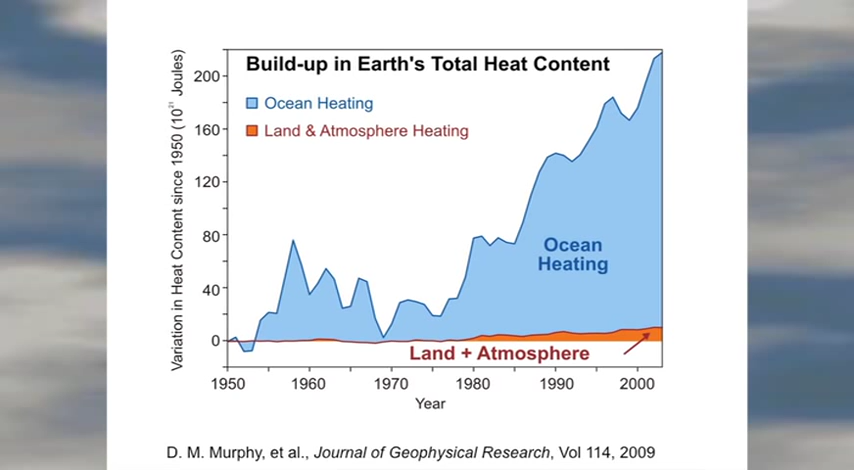 Build-up in Earth's Total Heat Content
Ocean Heating
Land & Atmosphere Heating
Variation in Heat Content since 1950 (10²¹ Joules)
200
160
120
80
40
0
Ocean
Heating
Land + Atmosphere
1950 1960 1970 1980 1990 2000
Year
D. M. Murphy, et al., Journal of Geophysical Research, Vol 114, 2009